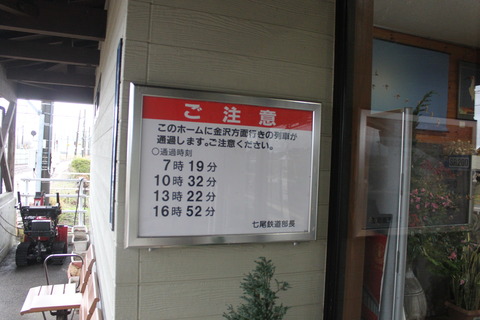 ご注意
このホームに金沢方面行きの列車が
通過します。ご注意ください。
○通過時刻
7時19分
10時32分
13時22分
16時52分
七尾鉄道部長